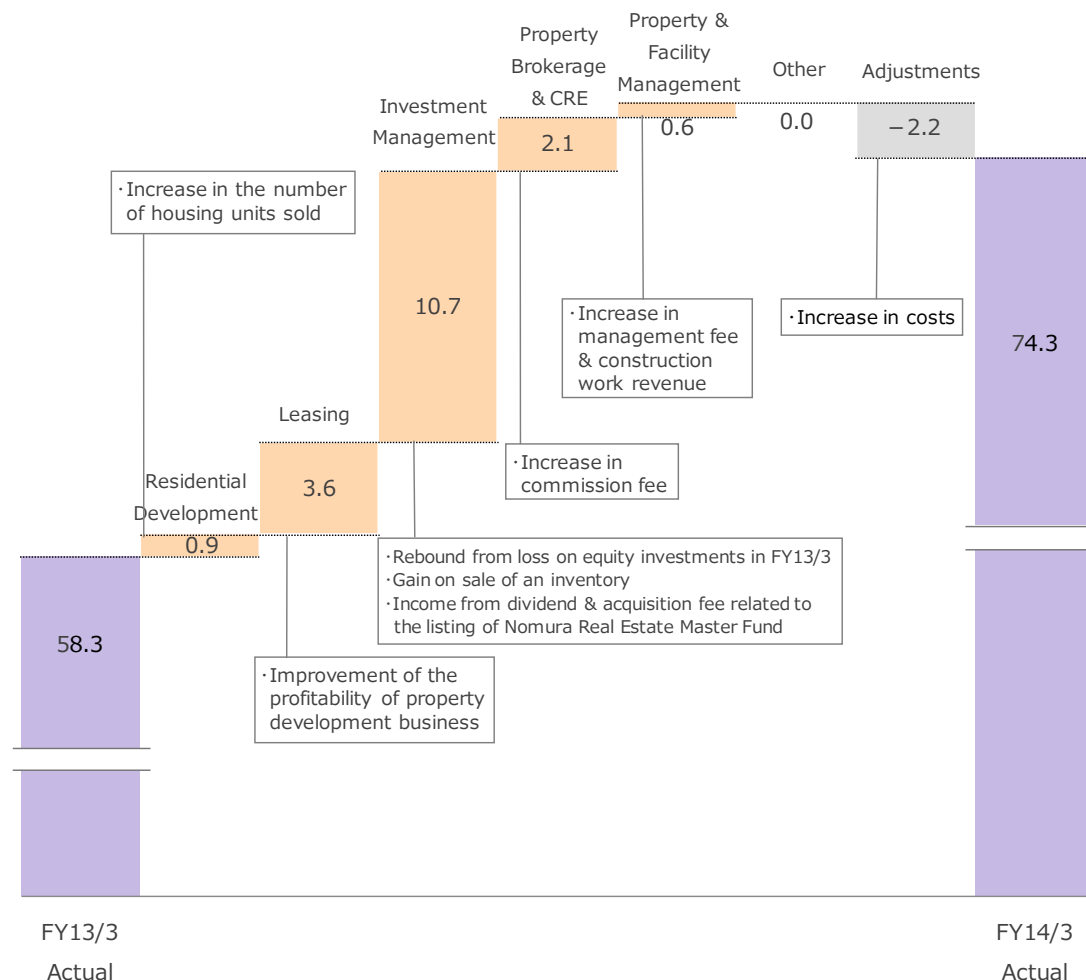 Property &
Facility
Management
Property
Brokerage
& CRE
Other
Adjustments
Investment
Management
0.6
0.0
−2.2
2.1
·Increase in the number
of housing units sold
10.7
·Increase in
management fee
& construction
work revenue
·Increase in costs
74.3
Leasing
·Increase in
commission fee
Residential
Development
3.6
0.9
·Rebound from loss on equity investments in FY13/3
·Gain on sale of an inventory
·Income from dividend & acquisition fee related to
the listing of Nomura Real Estate Master Fund
58.3
·Improvement of the
profitability of property
development business
FY13/3
Actual
FY14/3
Actual